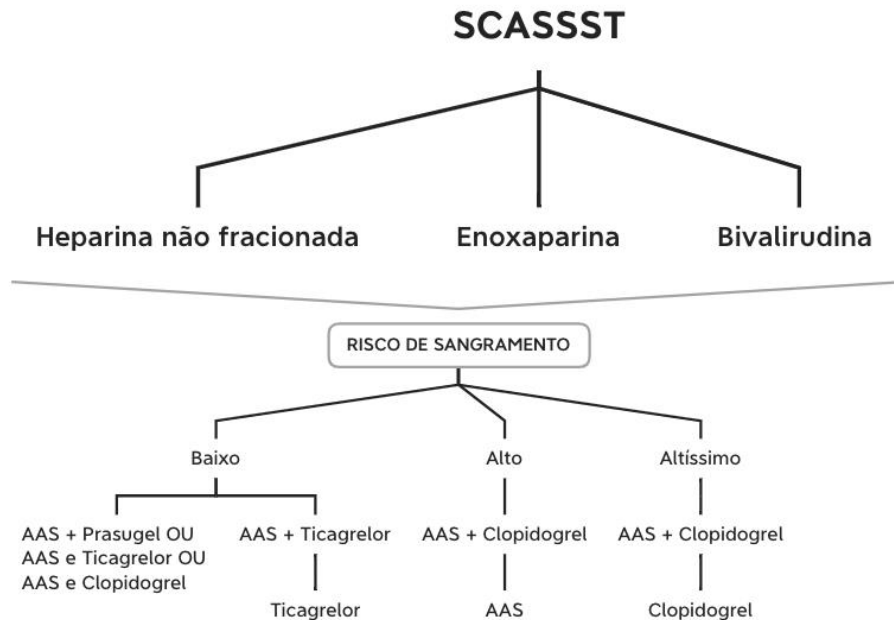 SCASSST
Heparina não fracionada
Enoxaparina
Bivalirudina
RISCO DE SANGRAMENTO
Baixo
Alto
Altíssimo
AAS + Prasugel OU
AAS e Ticagrelor OU
AAS e Clopidogrel
AAS + Ticagrelor
AAS + Clopidogrel
AAS + Clopidogrel
Ticagrelor
AAS
Clopidogrel